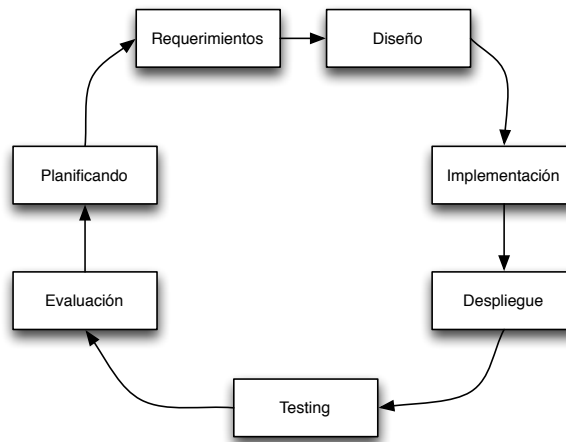 Requerimientos
Diseño
Planificando
Implementación
Evaluación
Despliegue
Testing